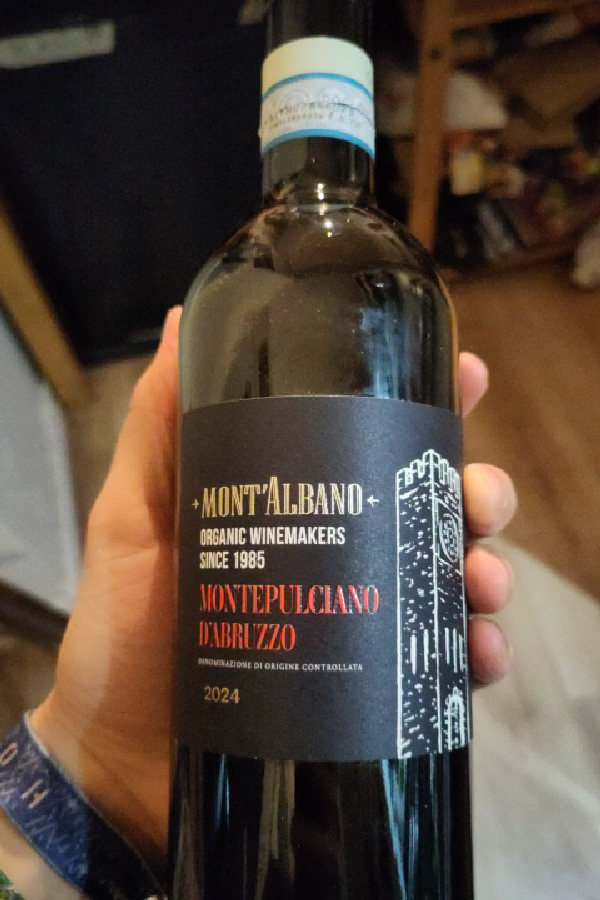 MONT'ALBANO
ORGANIC WINEMAKERS
SINCE 1985
MONTEPULCIANO
D'ABRUZZO
DENOMINAZIONE DI ORIGINE CONTROLLATA
2024
O H